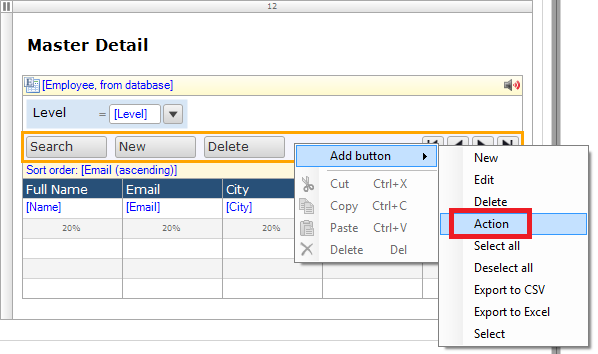 12
Master Detail
[Employee, from database]
Level = [Level]
Search New Delete
Sort order: [Email (ascending)]
Full Name Email City
[Name] [Email] [City]
20% 20% 20%
Add button
Cut Ctrl+X
Copy Ctrl+C
Paste Ctrl+V
Delete Del
New
Edit
Delete
Action
Select all
Deselect all
Export to CSV
Export to Excel
Select